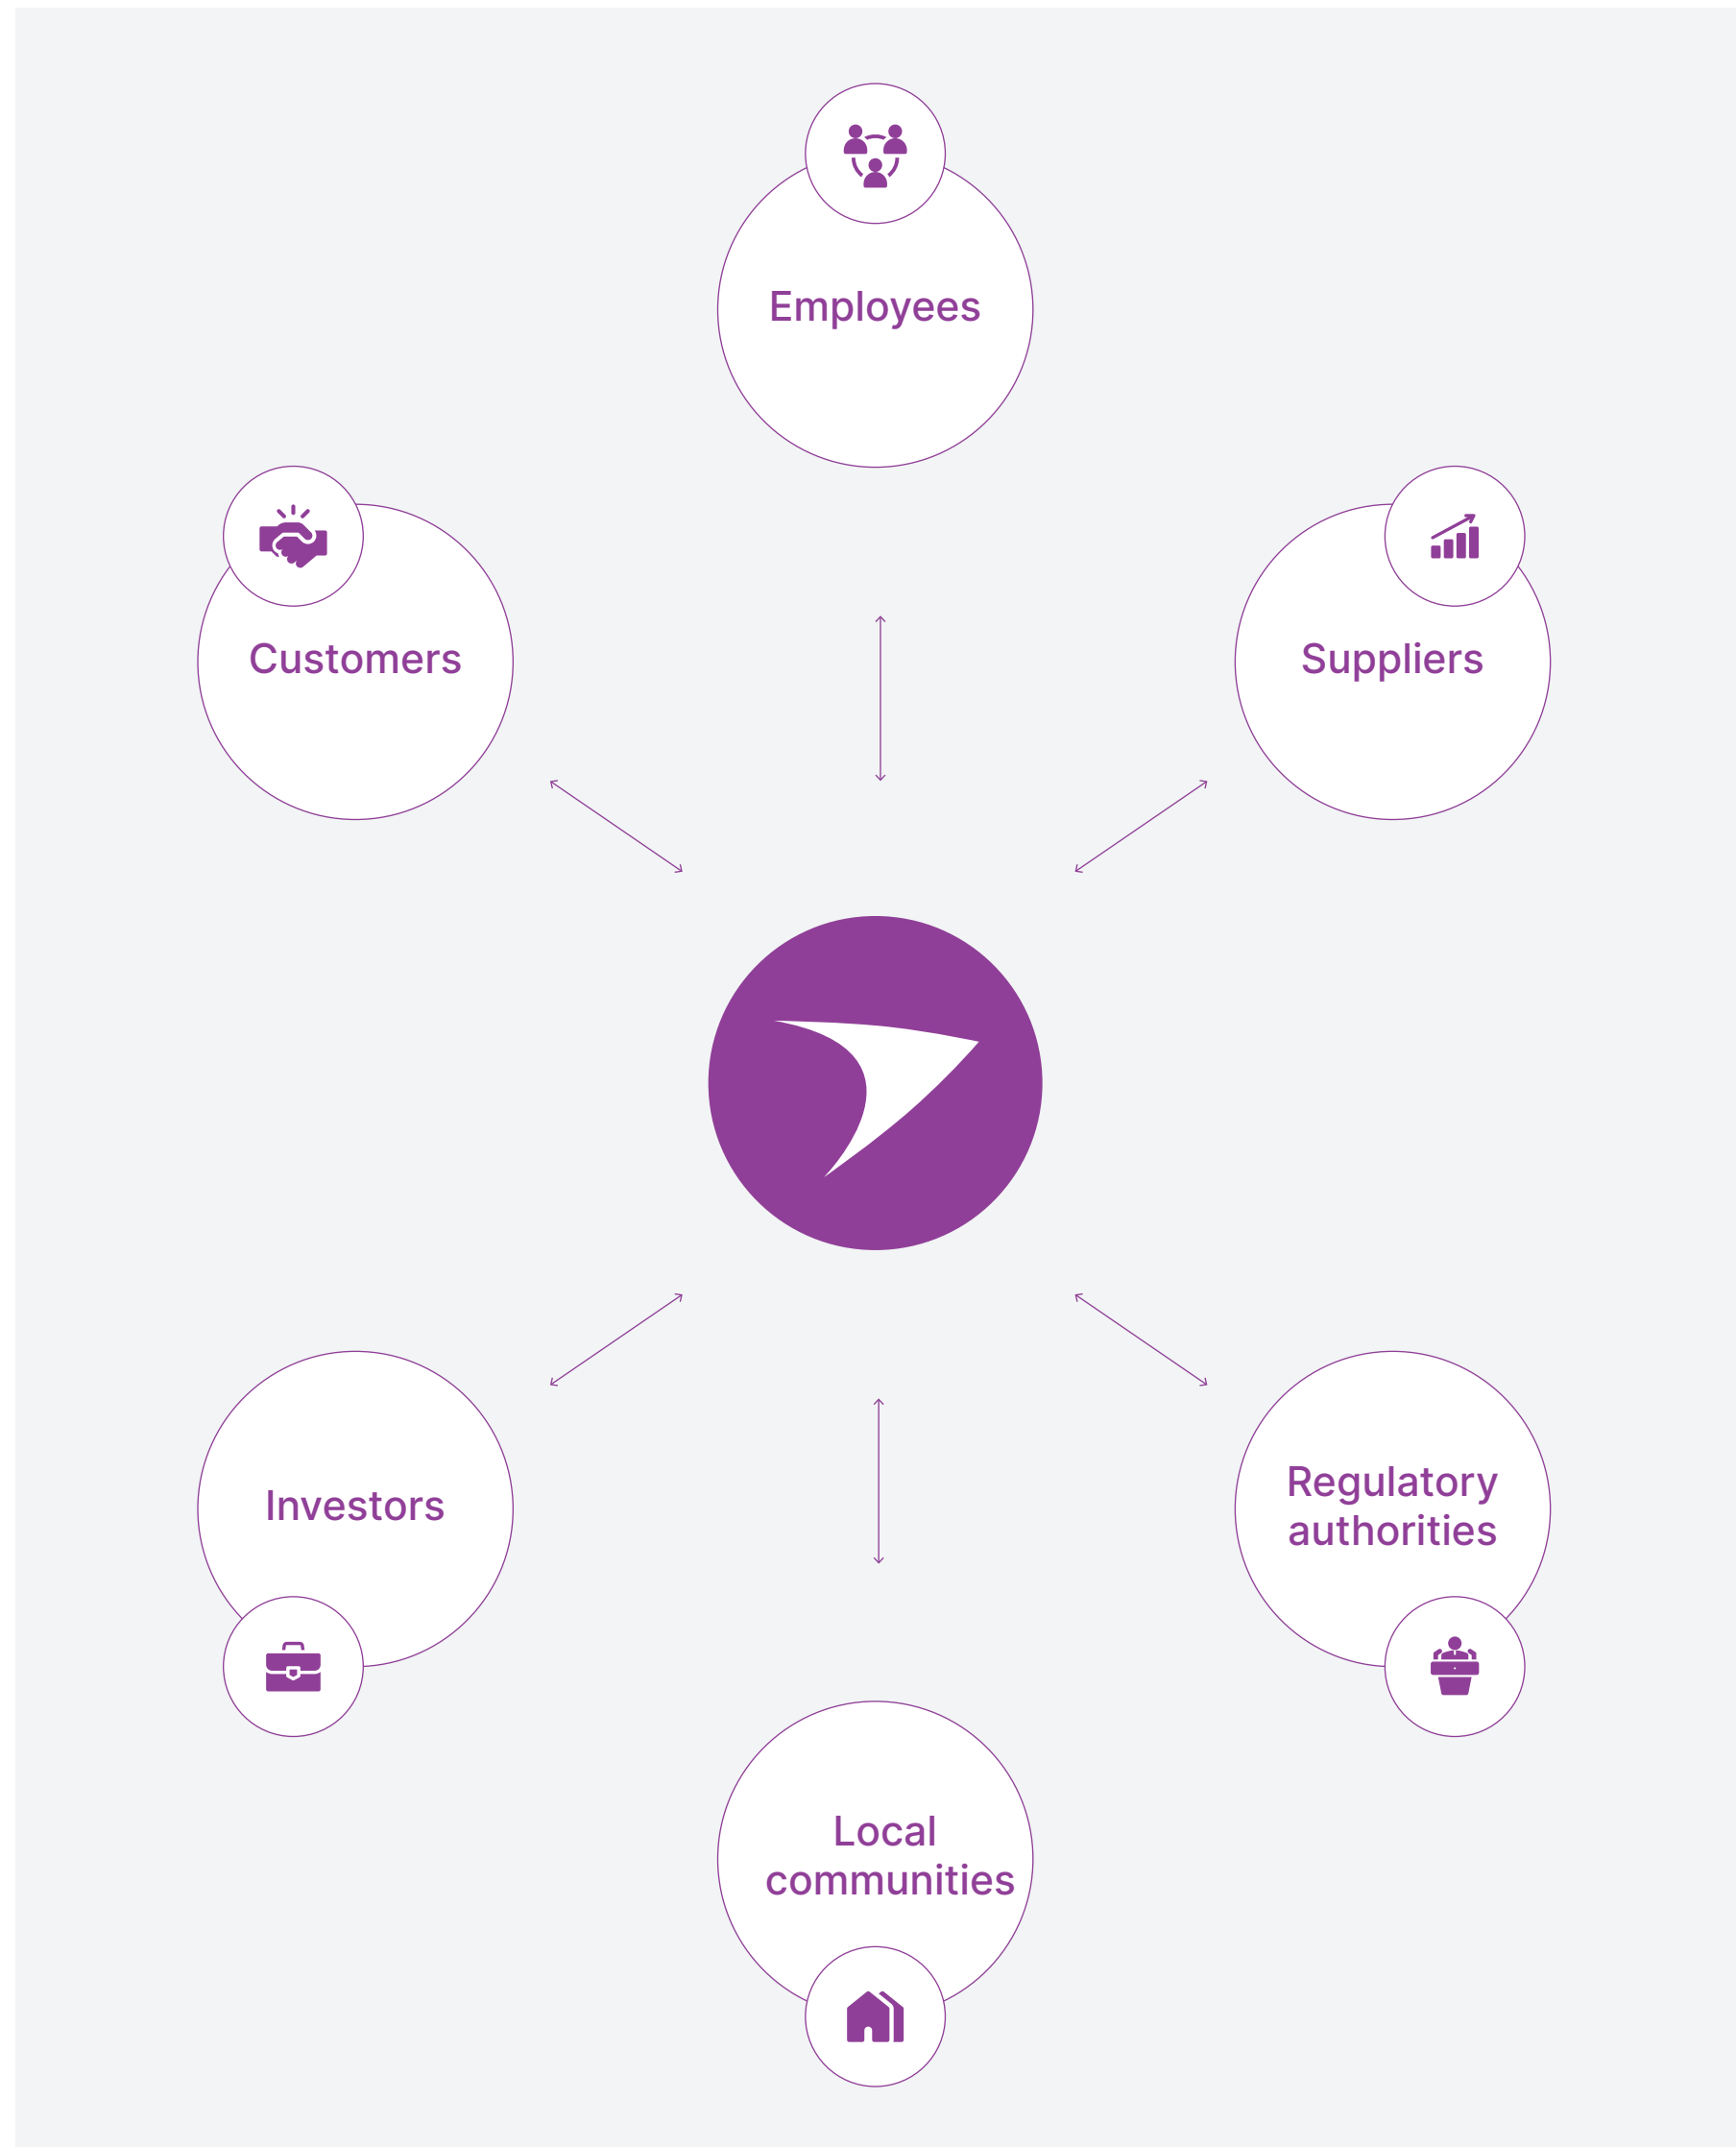 Employees
Customers
Suppliers
Investors
Regulatory
authorities
Local
communities